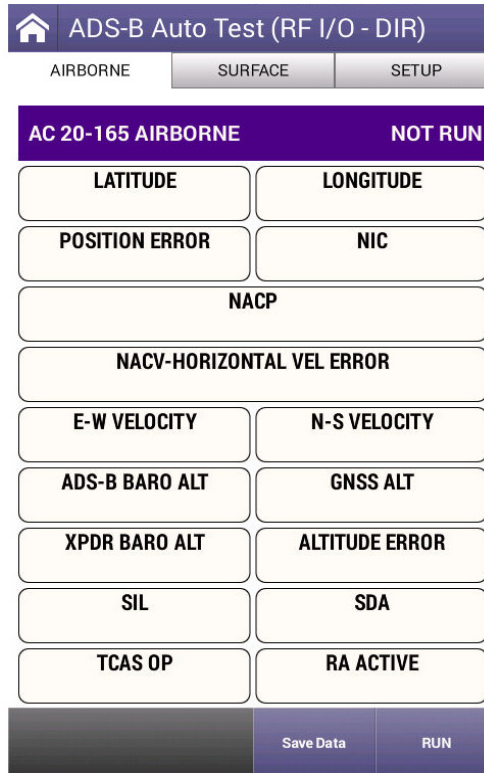 ADS-B Auto Test (RF I/O - DIR)
AIRBORNE SURFACE SETUP
AC 20-165 AIRBORNE NOT RUN
LATITUDE LONGITUDE
POSITION ERROR NIC
NACP
NACV-HORIZONTAL VEL ERROR
E-W VELOCITY N-S VELOCITY
ADS-B BARO ALT GNSS ALT
XPDR BARO ALT ALTITUDE ERROR
SIL SDA
TCAS OP RA ACTIVE
Save Data RUN